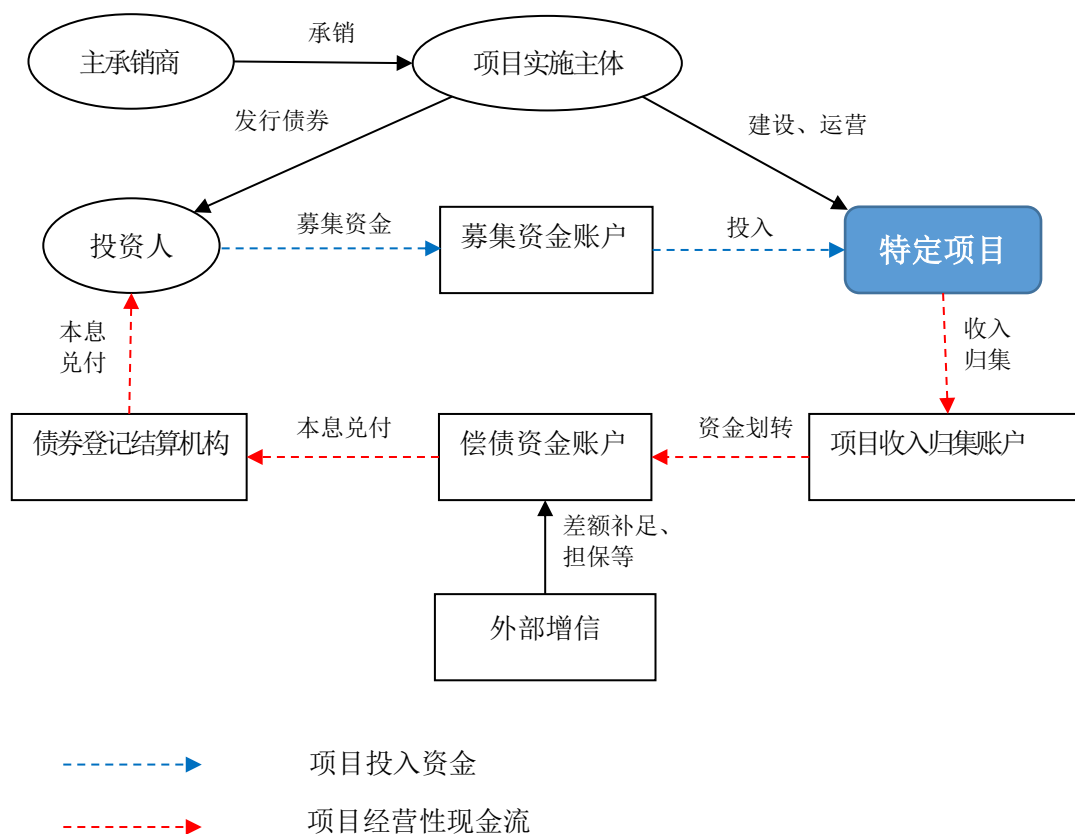 承销
主承销商
项目实施主体
发行债券
建设、运营
募集资金
投入
投资人
募集资金账户
特定项目
本息
兑付
收入
归集
本息兑付
资金划转
债券登记结算机构
偿债资金账户
项目收入归集账户
差额补足、
担保等
外部增信
项目投入资金
项目经营性现金流